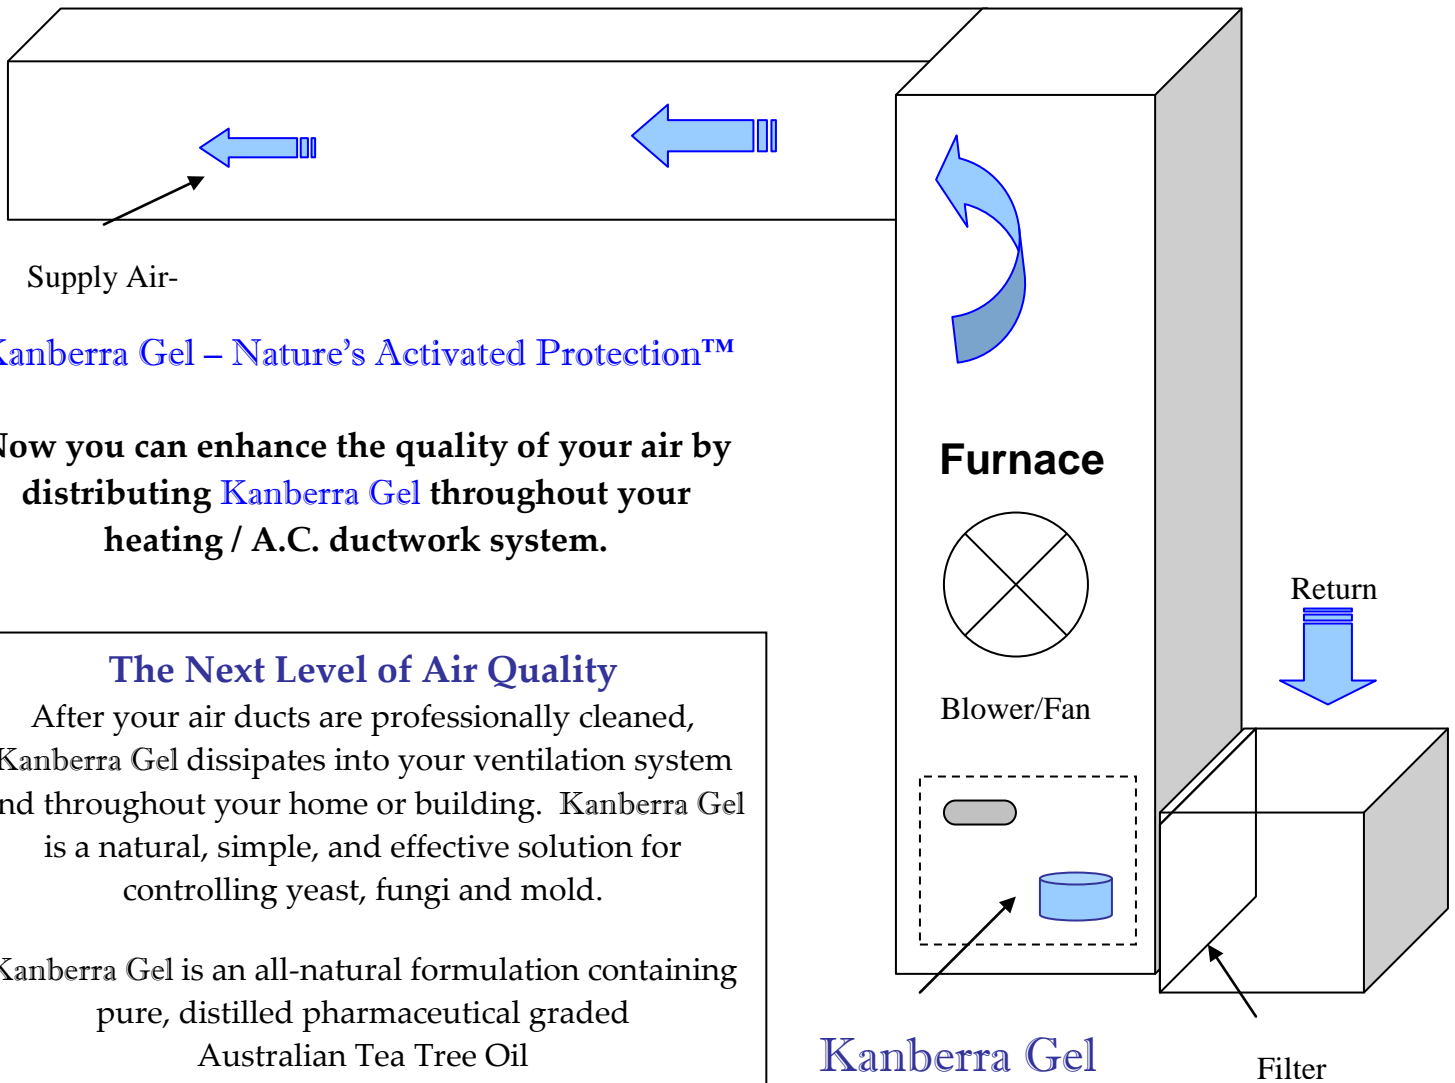 Supply Air-
Kanberra Gel – Nature's Activated Protection™
Now you can enhance the quality of your air by
distributing Kanberra Gel throughout your
heating / A.C. ductwork system.
The Next Level of Air Quality
After your air ducts are professionally cleaned,
Kanberra Gel dissipates into your ventilation system
nd throughout your home or building. Kanberra Gel
is a natural, simple, and effective solution for
controlling yeast, fungi and mold.
Kanberra Gel is an all-natural formulation containing
pure, distilled pharmaceutical graded
Australian Tea Tree Oil
Furnace
Blower/Fan
Return
Kanberra Gel
Filter